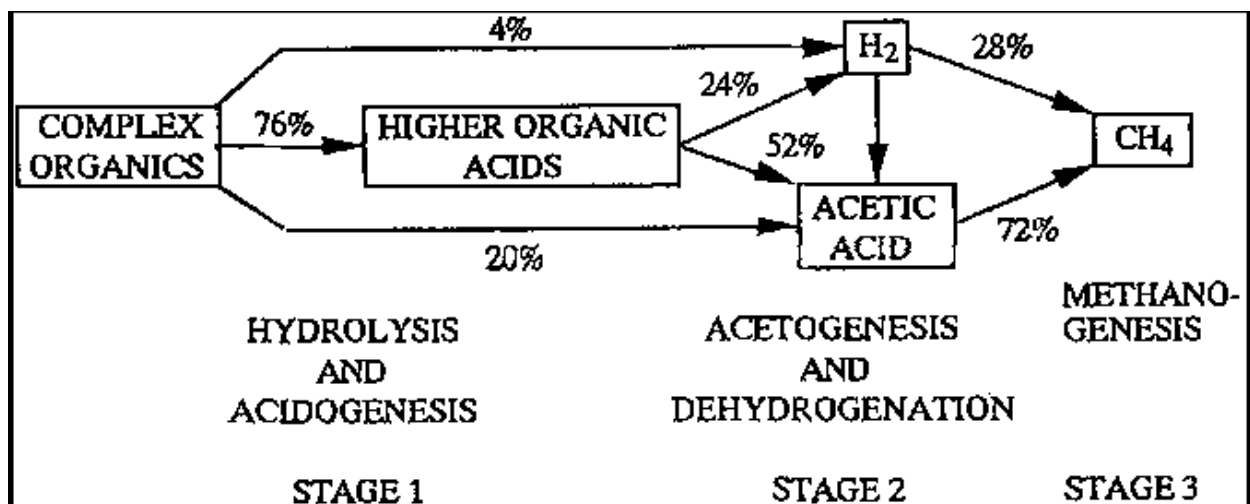 4%
H₂
28%
24%
COMPLEX
ORGANICS
76%
HIGHER ORGANIC
ACIDS
52%
CH₄
ACETIC
ACID
72%
20%
HYDROLYSIS
AND
ACIDOGENESIS
ACETOGENESIS
AND
DEHYDROGENATION
METHANO-
GENESIS
STAGE 1
STAGE 2
STAGE 3